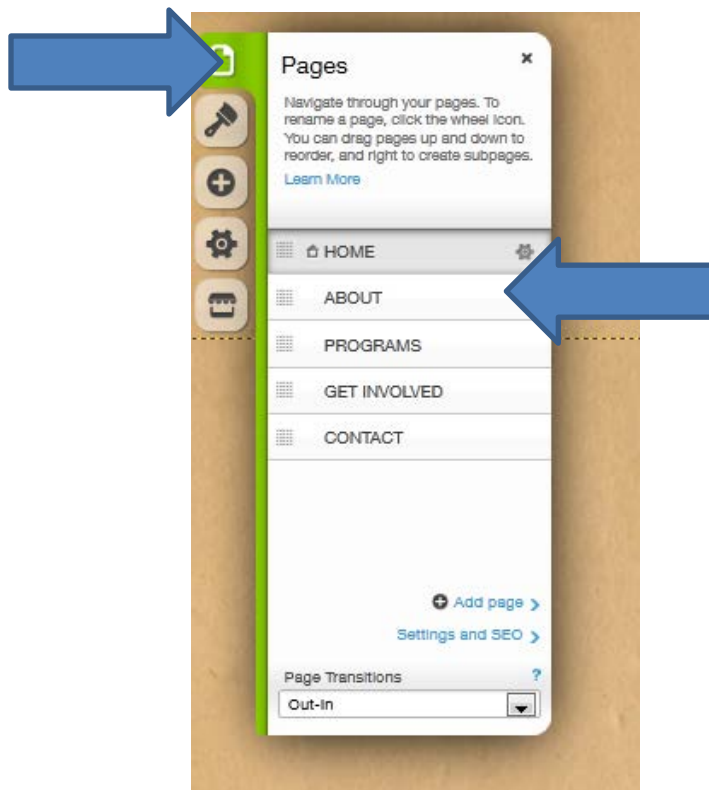 Pages
Navigate through your pages. To
rename a page, click the wheel icon.
You can drag pages up and down to
reorder, and right to create subpages.
Learn More
HOME
ABOUT
PROGRAMS
GET INVOLVED
CONTACT
Add page
Settings and SEO
Page Transitions ?
Out-In